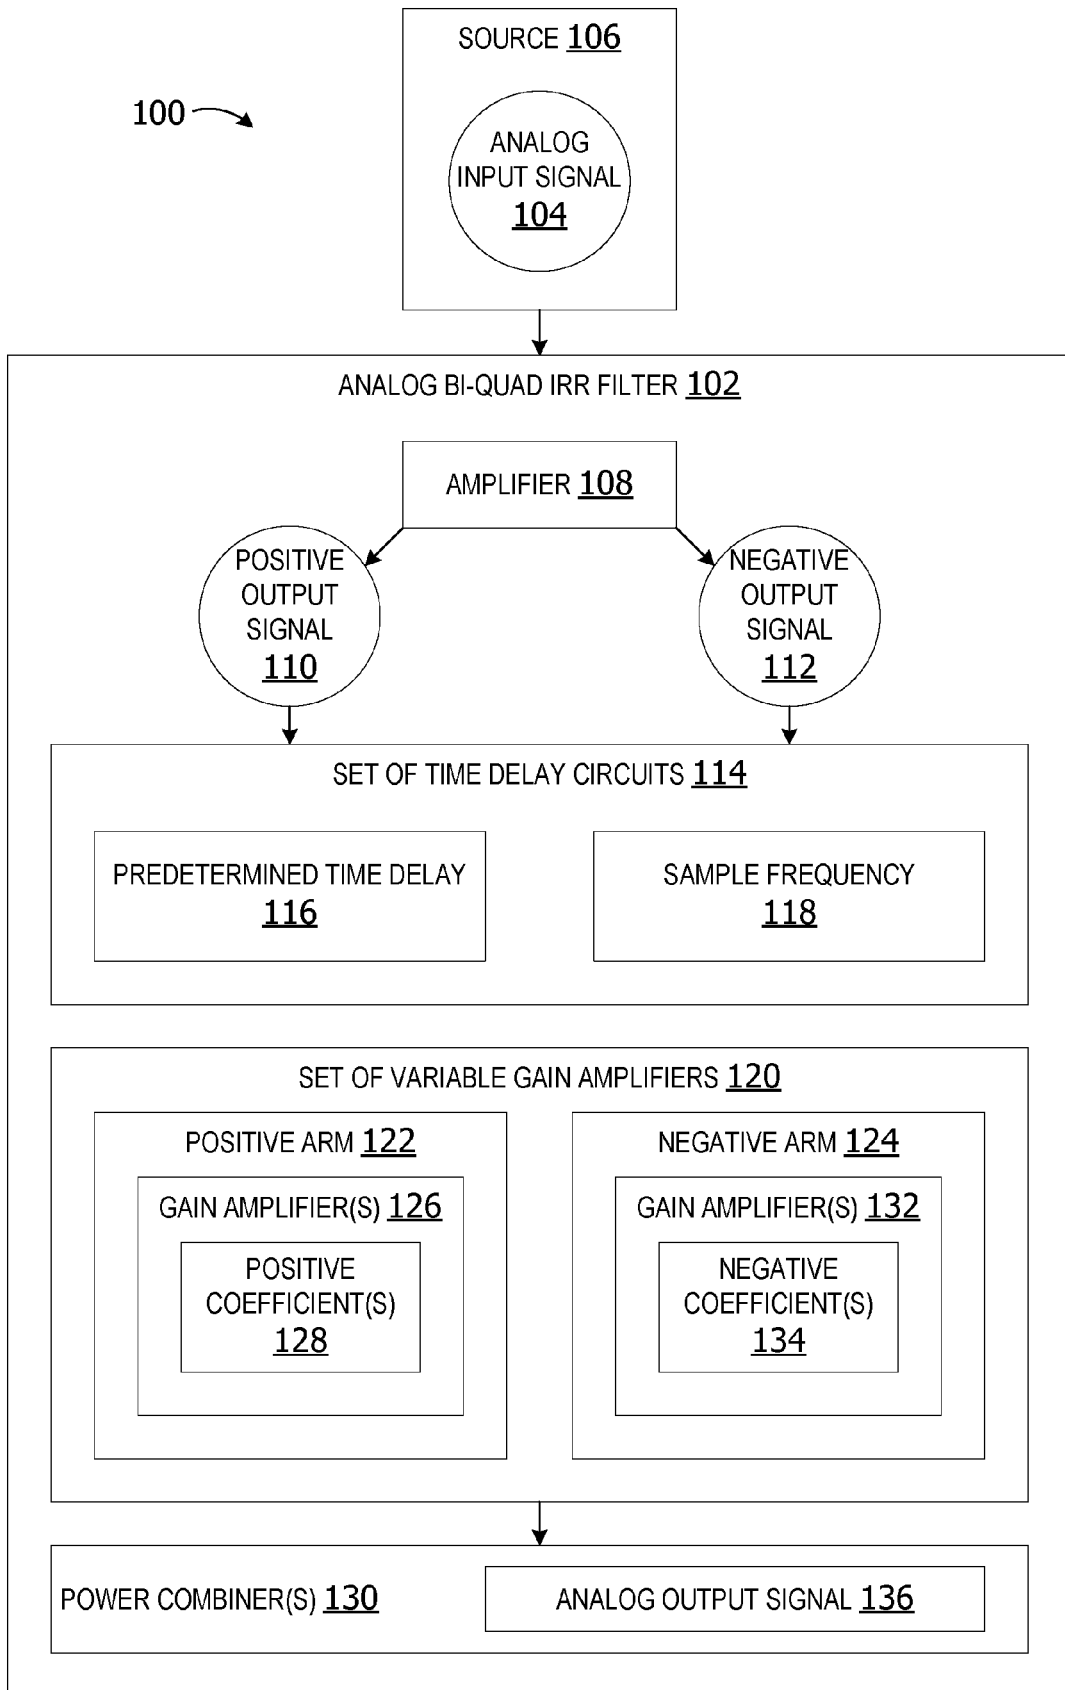 SOURCE 106
100
ANALOG
INPUT SIGNAL
104
ANALOG BI-QUAD IRR FILTER 102
AMPLIFIER 108
POSITIVE
OUTPUT
SIGNAL
110
NEGATIVE
OUTPUT
SIGNAL
112
SET OF TIME DELAY CIRCUITS 114
PREDETERMINED TIME DELAY
116
SAMPLE FREQUENCY
118
SET OF VARIABLE GAIN AMPLIFIERS 120
POSITIVE ARM 122
GAIN AMPLIFIER(S) 126
POSITIVE
COEFFICIENT(S)
128
NEGATIVE ARM 124
GAIN AMPLIFIER(S) 132
NEGATIVE
COEFFICIENT(S)
134
POWER COMBINER(S) 130
ANALOG OUTPUT SIGNAL 136